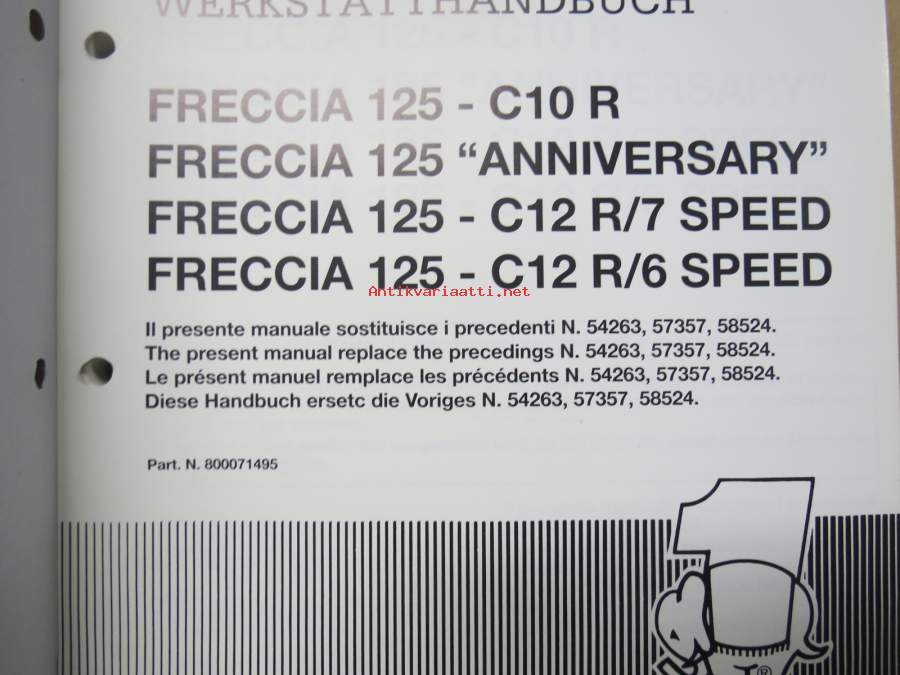 WERKSTATTHANDBUCH
FRECCIA 125 - C10 R
FRECCIA 125 “ANNIVERSARY”
FRECCIA 125 - C12 R/7 SPEED
FRECCIA 125 - C12 R/6 SPEED
Antikvariaatti.net
Il presente manuale sostituisce i precedenti N. 54263, 57357, 58524.
The present manual replace the precedings N. 54263, 57357, 58524.
Le présent manuel remplace les précédents N. 54263, 57357, 58524.
Diese Handbuch ersetc die Voriges N. 54263, 57357, 58524.
Part. N. 800071495
1
®